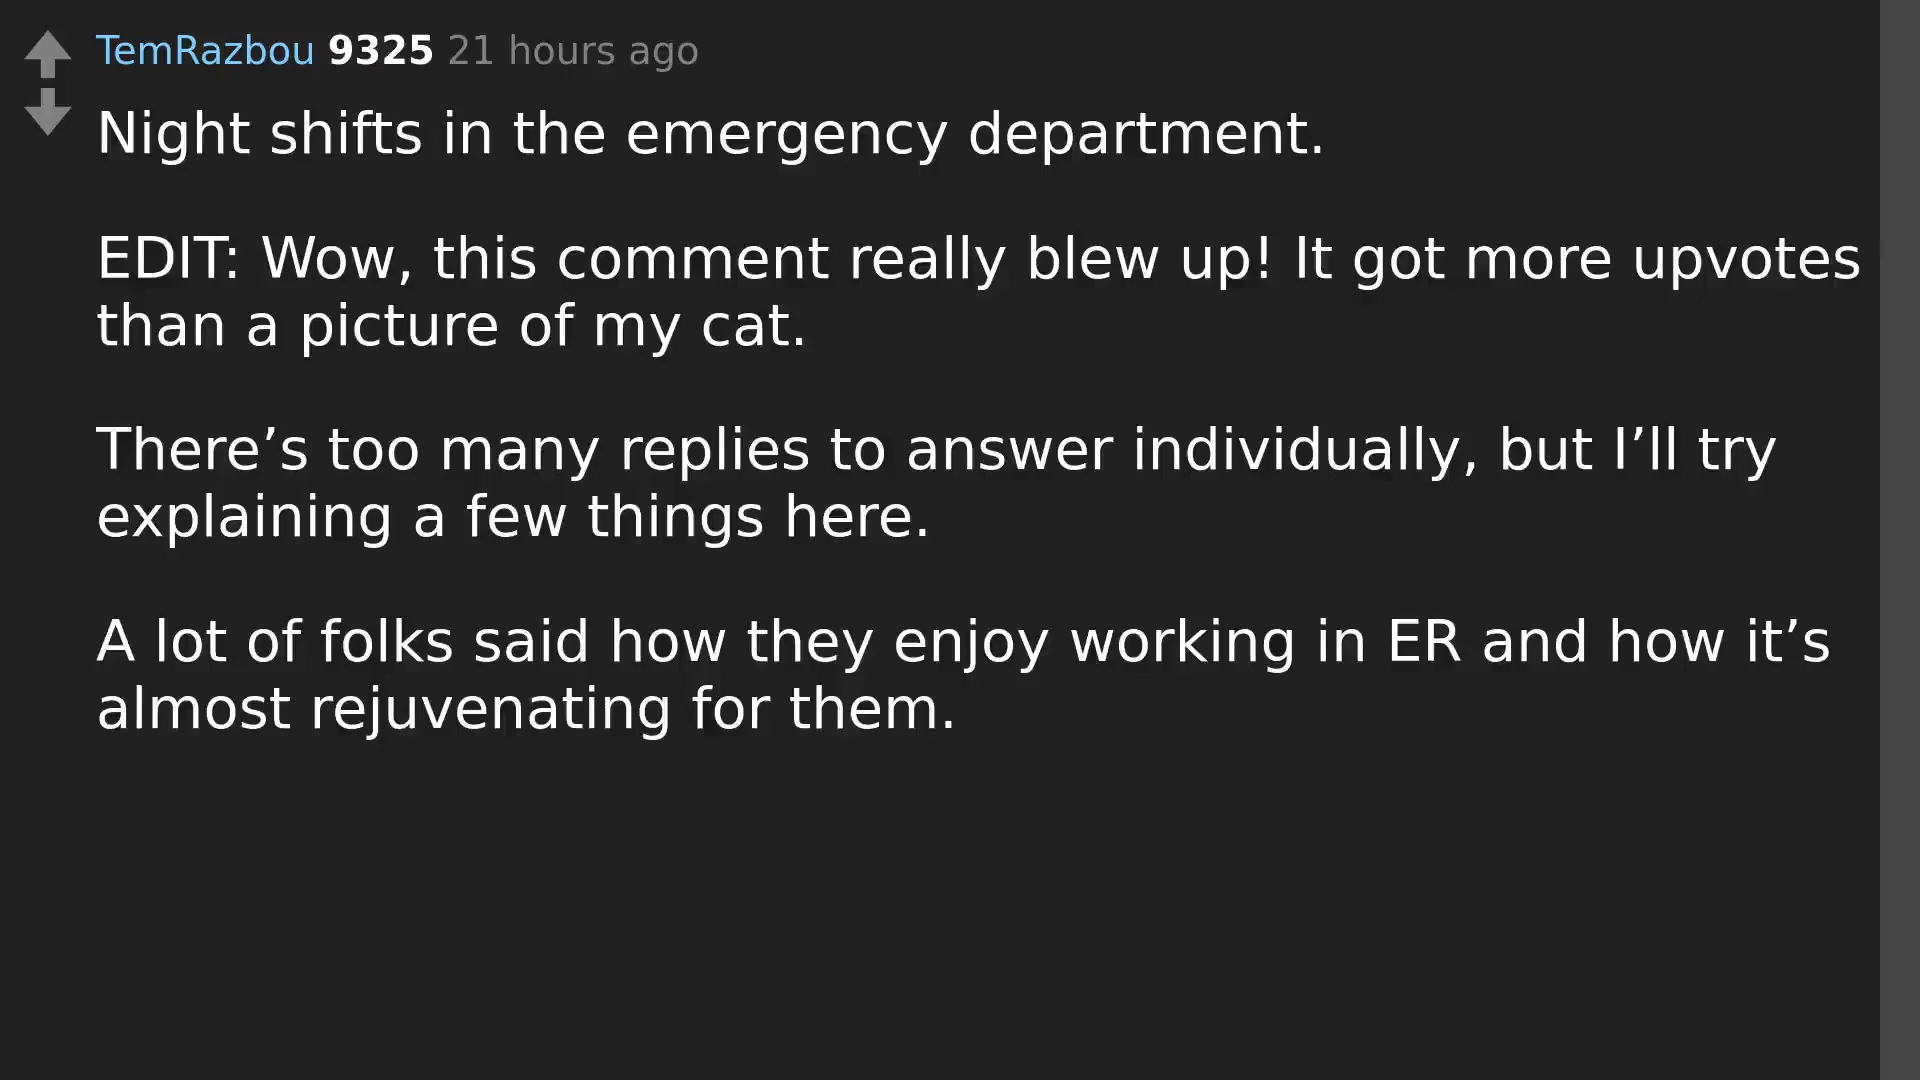 TemRazbou 9325 21 hours ago
Night shifts in the emergency department.
EDIT: Wow, this comment really blew up! It got more upvotes
than a picture of my cat.
There’s too many replies to answer individually, but I’ll try
explaining a few things here.
A lot of folks said how they enjoy working in ER and how it’s
almost rejuvenating for them.